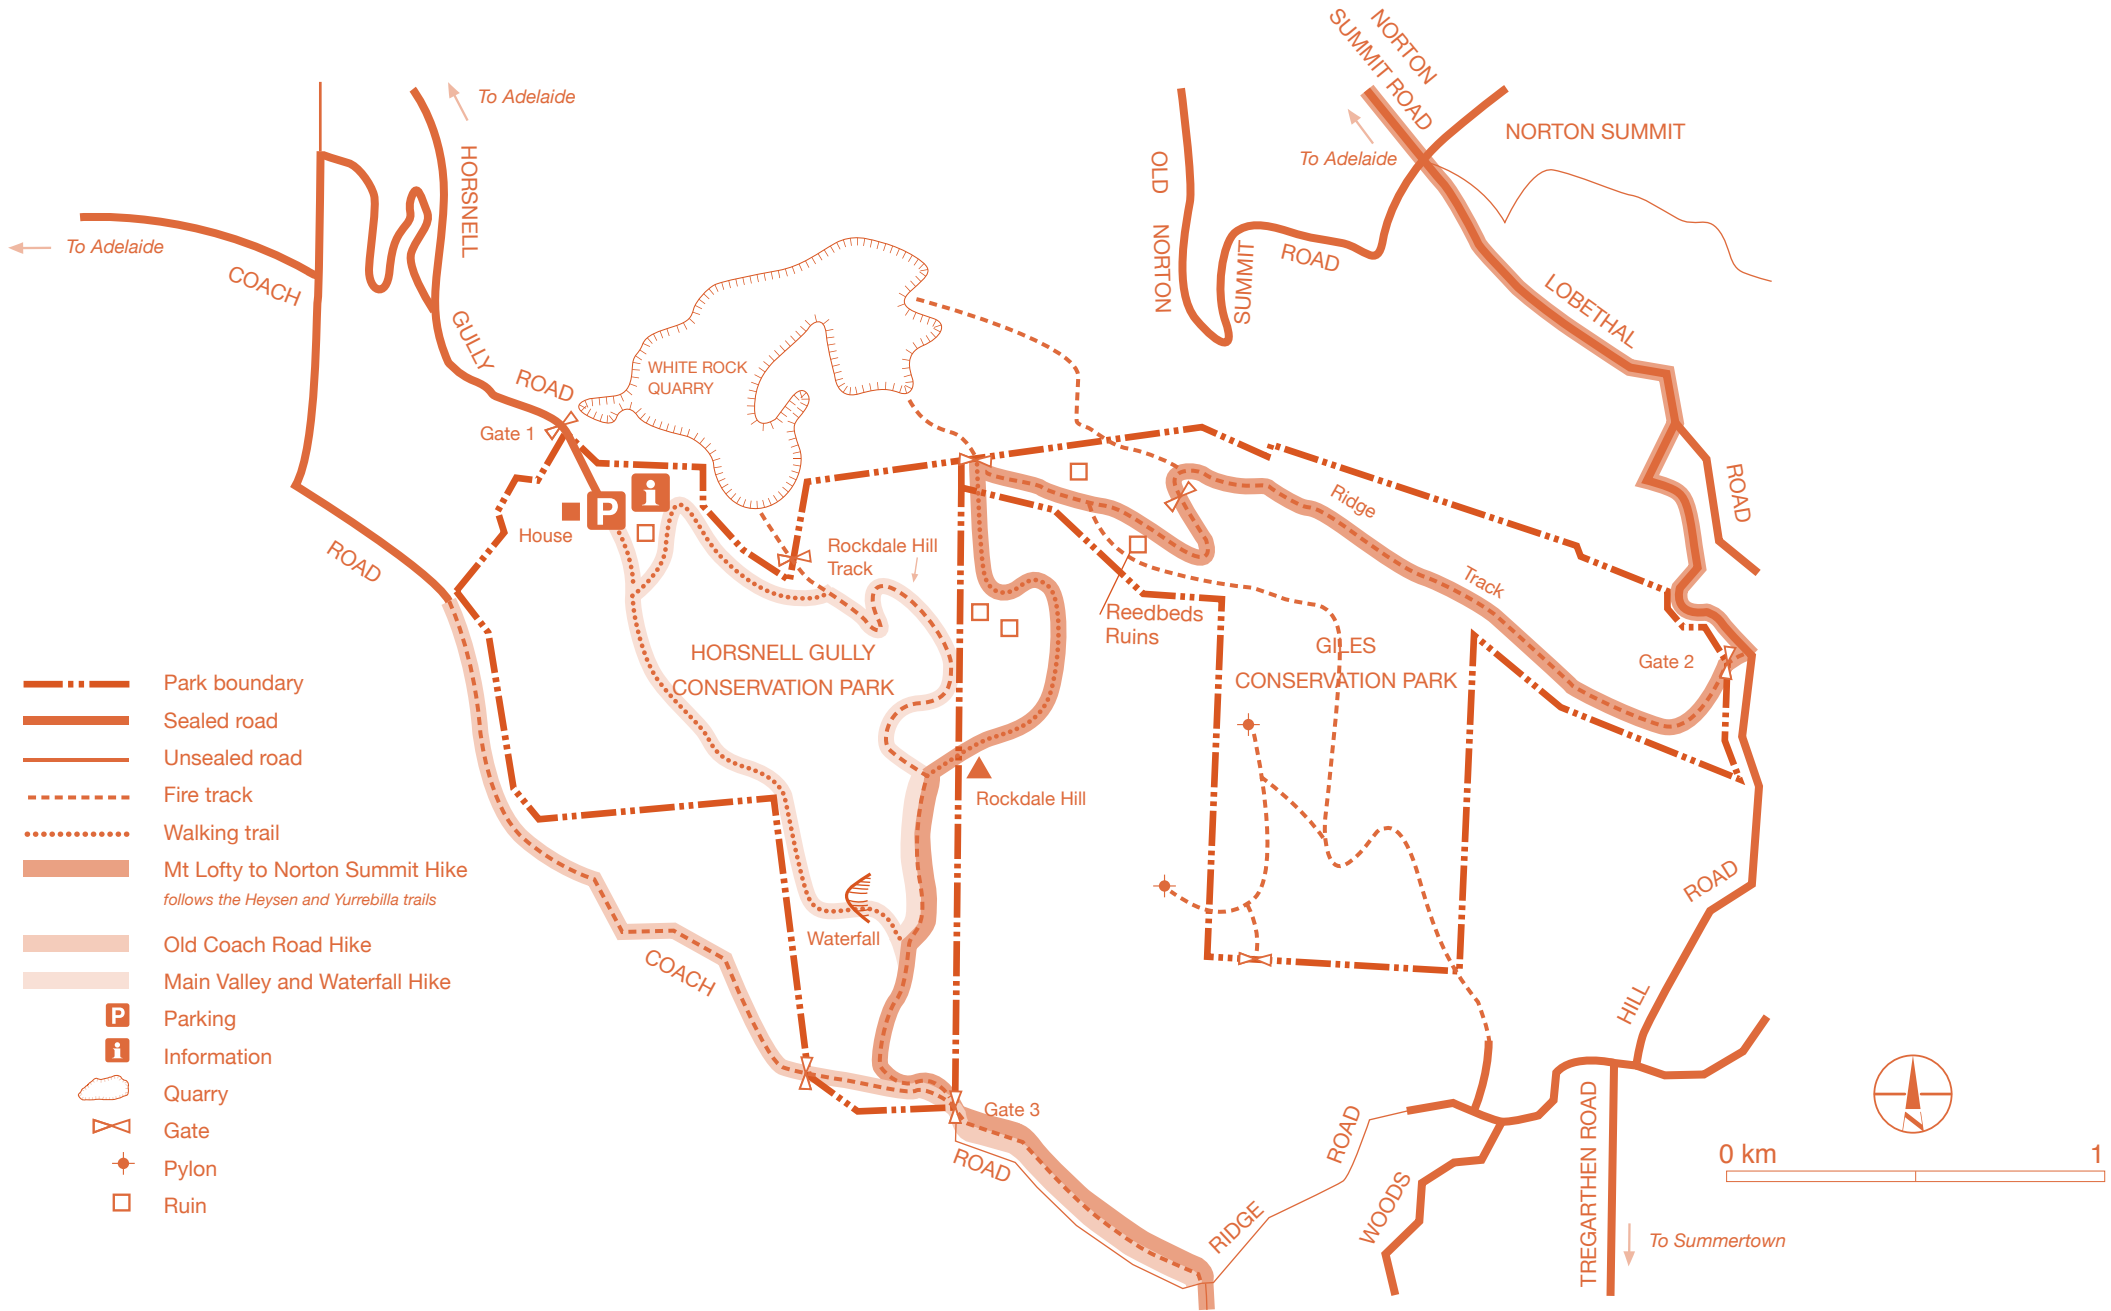 NORTON
SUMMIT ROAD
To Adelaide
NORTON SUMMIT
To Adelaide
HORSNELL
GULLY
ROAD
OLD
NORTON
SUMMIT
ROAD
To Adelaide
COACH
ROAD
LOBETHAL
ROAD
WHITE ROCK
QUARRY
Gate 1
P
i
House
Rockdale Hill
Track
Ridge
Track
Reedbeds
Ruins
HORSNELL GULLY
CONSERVATION PARK
GILES
CONSERVATION PARK
Gate 2
Rockdale Hill
Waterfall
COACH
ROAD
Gate 3
RIDGE
ROAD
WOODS
HILL
ROAD
TREGARTHEN ROAD
To Summertown
N
0 km 1
Park boundary
Sealed road
Unsealed road
Fire track
Walking trail
Mt Lofty to Norton Summit Hike
follows the Heysen and Yurrebilla trails
Old Coach Road Hike
Main Valley and Waterfall Hike
P Parking
i Information
Quarry
Gate
Pylon
Ruin